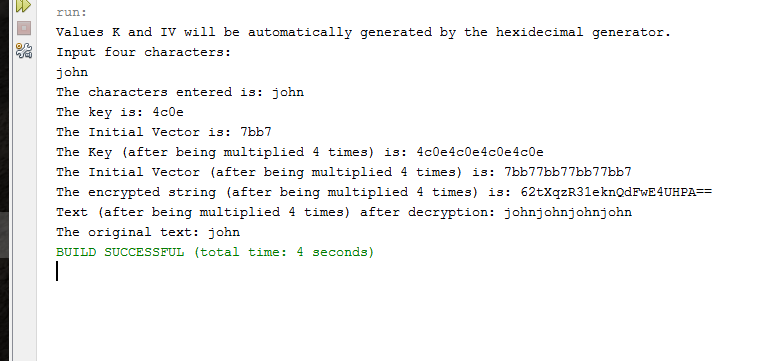 run:
Values K and IV will be automatically generated by the hexidecimal generator.
Input four characters:
john
The characters entered is: john
The key is: 4c0e
The Initial Vector is: 7bb7
The Key (after being multiplied 4 times) is: 4c0e4c0e4c0e4c0e
The Initial Vector (after being multiplied 4 times) is: 7bb77bb77bb77bb7
The encrypted string (after being multiplied 4 times) is: 62tXqzR31eknQdFwE4UHPA==
Text (after being multiplied 4 times) after decryption: johnjohnjohnjohn
The original text: john
BUILD SUCCESSFUL (total time: 4 seconds)